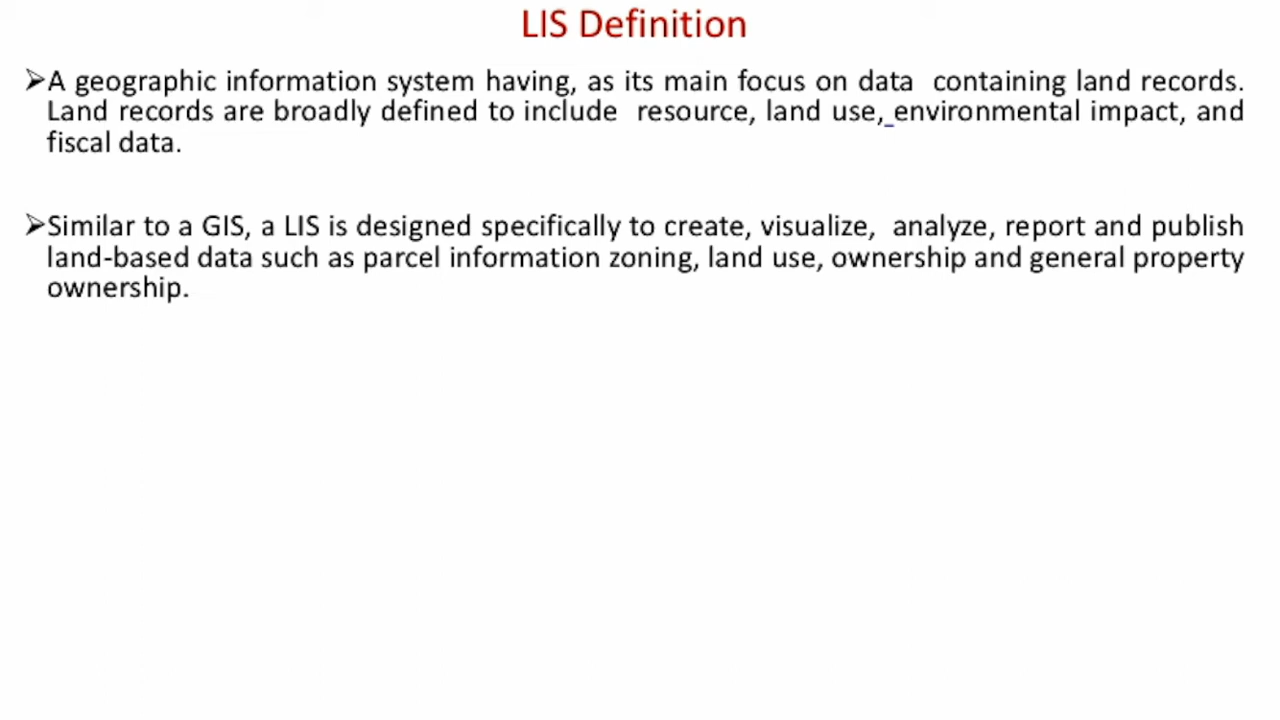 LIS Definition
➢A geographic information system having, as its main focus on data containing land records.
Land records are broadly defined to include resource, land use, environmental impact, and
fiscal data.
➢Similar to a GIS, a LIS is designed specifically to create, visualize, analyze, report and publish
land-based data such as parcel information zoning, land use, ownership and general property
ownership.